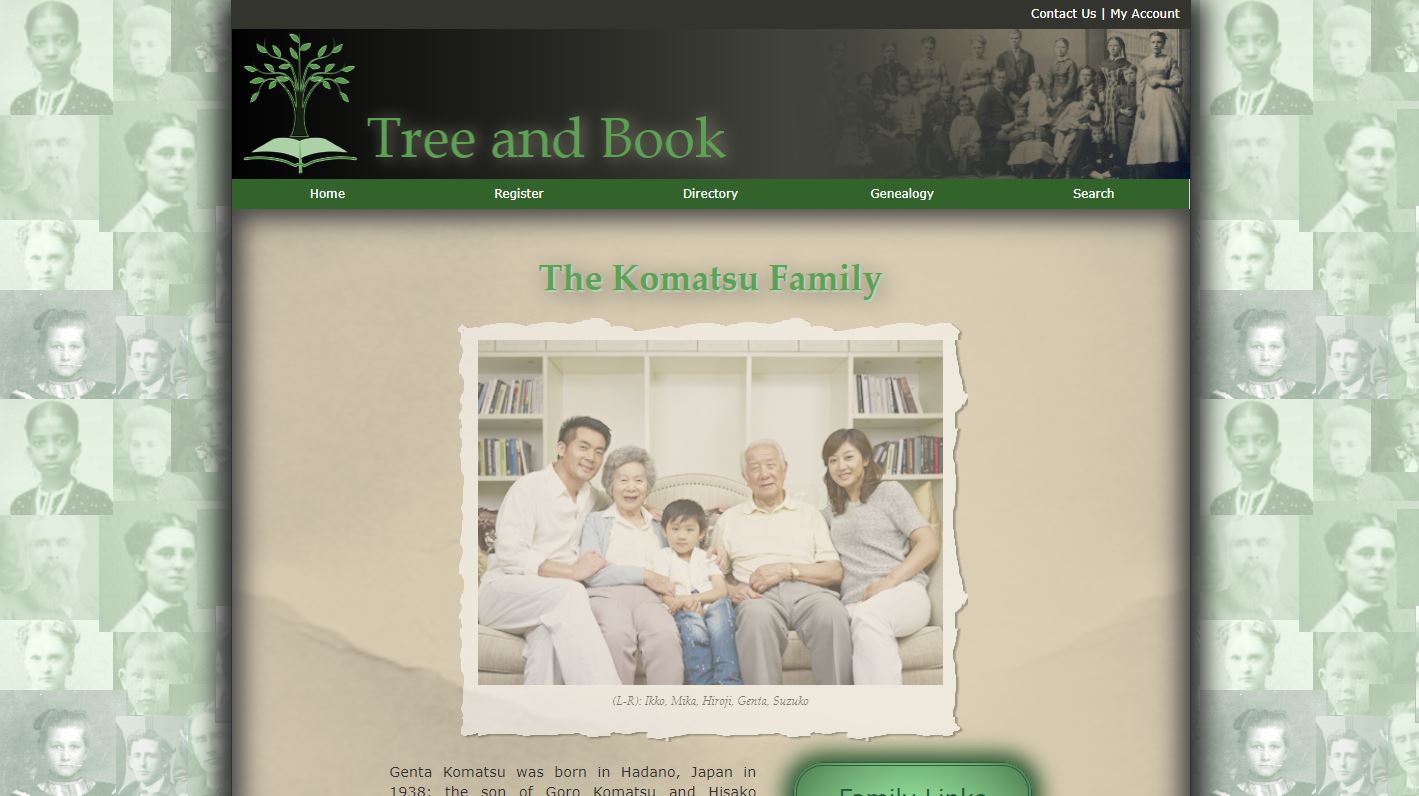 Contact Us | My Account
Tree and Book
Home Register Directory Genealogy Search
The Komatsu Family
(L-R): Ikko, Mika, Hiroji, Genta, Suzuko
Genta Komatsu was born in Hadano, Japan in
1938; the son of Goro Komatsu and Hisako
Family Links